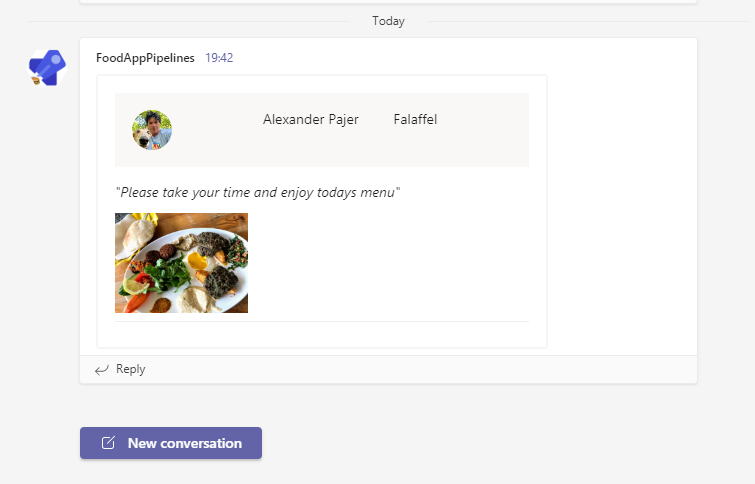 Today
FoodAppPipelines 19:42
Alexander Pajer Falaffel
"Please take your time and enjoy todays menu"
Reply
New conversation